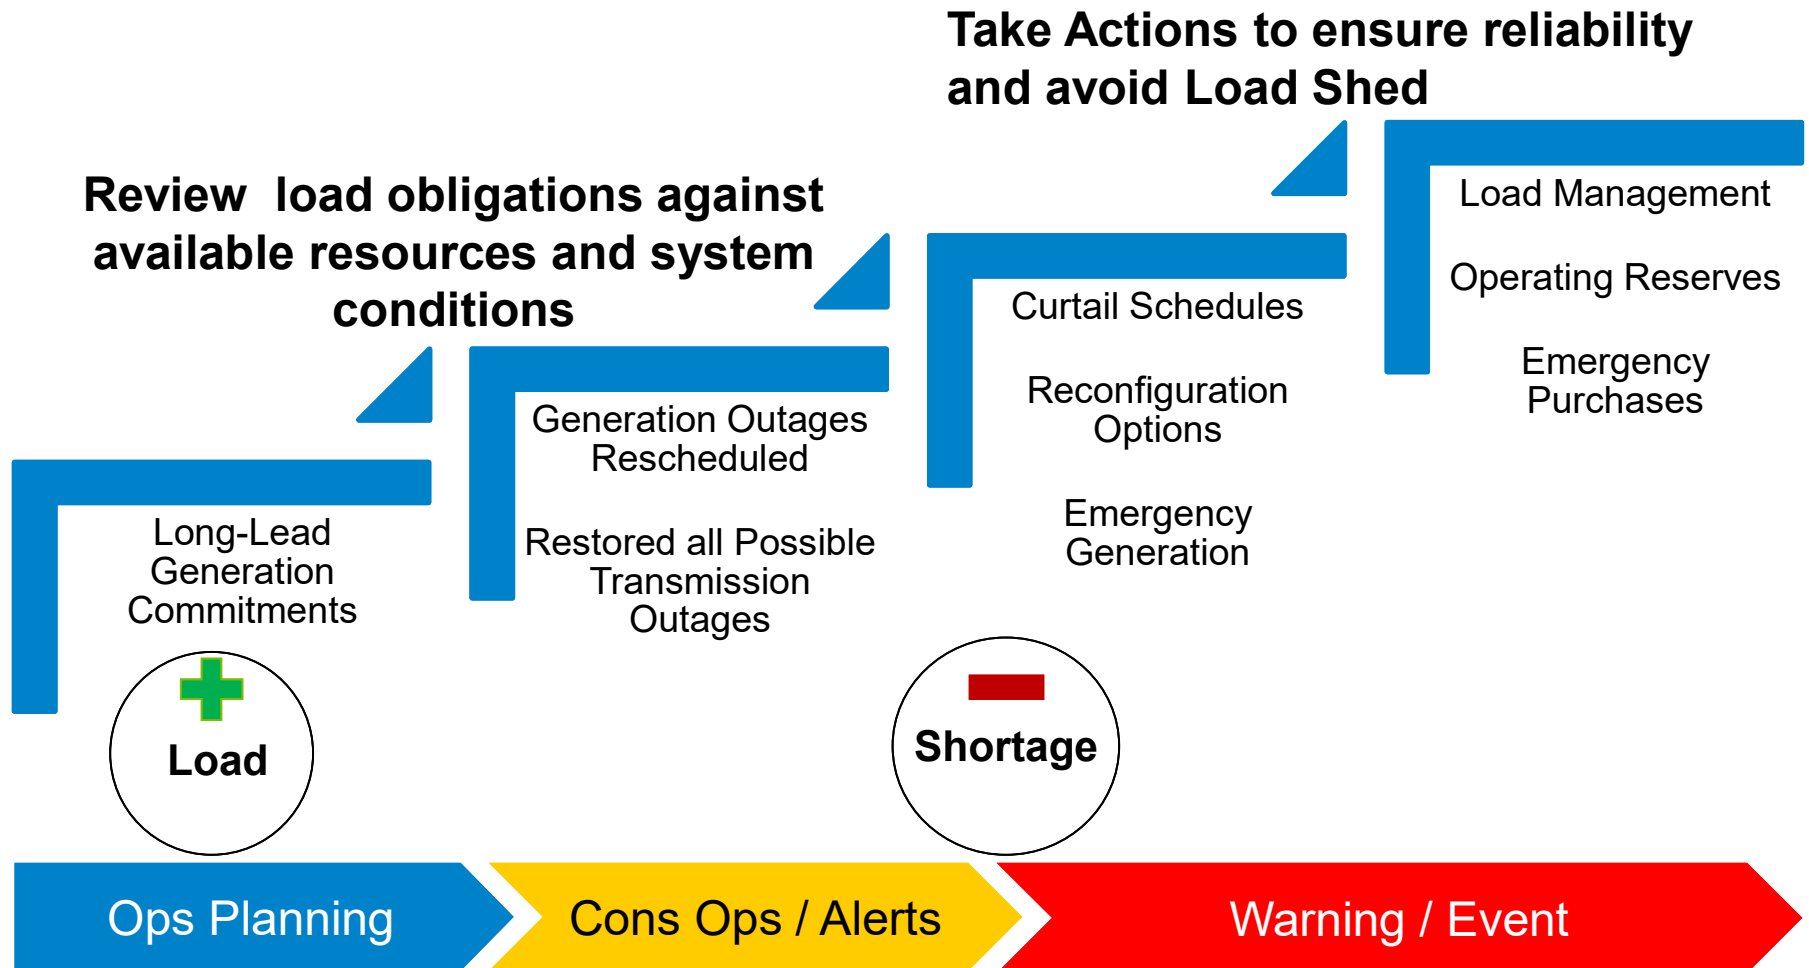 Take Actions to ensure reliability
and avoid Load Shed
Review  load obligations against
available resources and system
conditions
Long-Lead
Generation
Commitments
Generation Outages
Rescheduled
Restored all Possible
Transmission
Outages
Curtail Schedules
Reconfiguration
Options
Emergency
Generation
Load Management
Operating Reserves
Emergency
Purchases
Load
Shortage
Ops Planning
Cons Ops / Alerts
Warning / Event